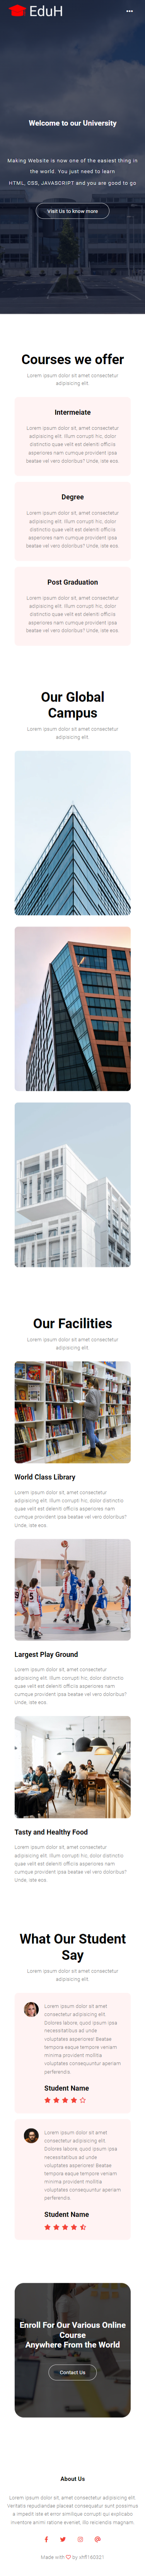 EduH
Welcome to our University
Making Website is now one of the easiest thing in
the world. You just need to learn
HTML, CSS, JAVASCRIPT and you are good to go
Visit Us to know more
Courses we offer
Lorem ipsum dolor sit amet consectetur
adipisicing elit.
Intermeiate
Lorem ipsum dolor sit amet, consectetur
adipisicing elit. Illum corrupti hic, dolor
distinctio quae velit est deleniti officiis
asperiores nam cumque provident ipsa
beatae vel vero doloribus? Unde, iste eos.
Degree
Lorem ipsum dolor sit amet, consectetur
adipisicing elit. Illum corrupti hic, dolor
distinctio quae velit est deleniti officiis
asperiores nam cumque provident ipsa
beatae vel vero doloribus? Unde, iste eos.
Post Graduation
Lorem ipsum dolor sit amet, consectetur
adipisicing elit. Illum corrupti hic, dolor
distinctio quae velit est deleniti officiis
asperiores nam cumque provident ipsa
beatae vel vero doloribus? Unde, iste eos.
Our Global
Campus
Lorem ipsum dolor sit amet consectetur
adipisicing elit.
Our Facilities
Lorem ipsum dolor sit amet consectetur
adipisicing elit.
World Class Library
Lorem ipsum dolor sit, amet consectetur
adipisicing elit. Illum corrupti hic, dolor distinctio
quae velit est deleniti officiis asperiores nam
cumque provident ipsa beatae vel vero doloribus?
Unde, iste eos.
Largest Play Ground
Lorem ipsum dolor sit, amet consectetur
adipisicing elit. Illum corrupti hic, dolor distinctio
quae velit est deleniti officiis asperiores nam
cumque provident ipsa beatae vel vero doloribus?
Unde, iste eos.
Tasty and Healthy Food
Lorem ipsum dolor sit, amet consectetur
adipisicing elit. Illum corrupti hic, dolor distinctio
quae velit est deleniti officiis asperiores nam
cumque provident ipsa beatae vel vero doloribus?
Unde, iste eos.
What Our Student
Say
Lorem ipsum dolor sit amet consectetur
adipisicing elit.
Lorem ipsum dolor sit amet
consectetur adipisicing elit.
Dolores labore, quod ipsum ipsa
necessitatibus ad unde
voluptates asperiores! Beatae
tempora eaque tempore veniam
minima provident mollitia
voluptates consequuntur aperiam
perferendis.
Student Name
Lorem ipsum dolor sit amet
consectetur adipisicing elit.
Dolores labore, quod ipsum ipsa
necessitatibus ad unde
voluptates asperiores! Beatae
tempora eaque tempore veniam
minima provident mollitia
voluptates consequuntur aperiam
perferendis.
Student Name
Enroll For Our Various Online
Course
Anywhere From the World
Contact Us
About Us
Lorem ipsum dolor sit, amet consectetur adipisicing elit.
Veritatis repudiandae placeat consequatur sunt possimus
a impedit iste et error similique corrupti quo distinctio
inventore enim ratione eveniet, illo reiciendis magnam.